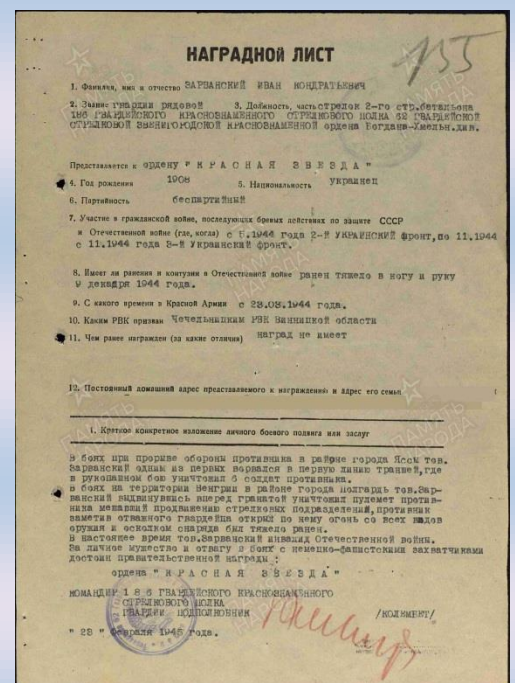 НАГРАДНОЙ ЛИСТ
155
1. Фамилия, имя и отчество ЗАРВАНСКИЙ ИВАН КОНДРАТЬЕВИЧ
2. Звание гвардии рядовой 3. Должность, часть стрелок 2-го стр.батальона
186 ГВАРДЕЙСКОГО КРАСНОЗНАМЕННОГО СТРЕЛКОВОГО ПОЛКА 62 ГВАРДЕЙСКОЙ
СТРЕЛКОВОЙ ЗВЕНИГОРОДСКОЙ КРАСНОЗНАМЕННОЙ ордена Богдана-Хмельн.див.
Представляется к ордену "КРАСНАЯ ЗВЕЗДА"
4. Год рождения 1908 5. Национальность украинец
6. Партийность беспартийный
7. Участие в гражданской войне, последующих боевых действиях по защите СССР
и Отечественной войне (где, когда) с 5.1944 года 2-й УКРАИНСКИЙ фронт,по 11.1944
с 11.1944 года 3-й Украинский фронт.
8. Имеет ли ранения и контузии в Отечественной войне ранен тяжело в ногу и руку
9 декабря 1944 года.
9. С какого времени в Красной Армии с 23.03.1944 года.
10. Каким РВК призван Чечельницким РВК Винницкой области
11. Чем ранее награжден (за какие отличия) наград не имеет
12. Постоянный домашний адрес представляемого к награждению и адрес его семьи
1. Краткое конкретное изложение личного боевого подвига или заслуг
В боях при прорыве обороны противника в районе города Яссы тов.
Зарванский одним из первых ворвался в первую линию траншей,где
в рукопашном бою уничтожил 6 солдат противника.
в боях на территории Венгрии в районе города Полгардь тов.Зар-
ванский выдвинувшись вперед гранатой уничтожил пулемет против-
ника мешавший продвижению стрелковых подразделений,противник
заметив отважного гвардейца открыл по нему огонь со всех видов
оружия и осколком снаряда был тяжело ранен.
В настоящее время тов.Зарванский инвалид Отечественной войны.
За личное мужество и отвагу в боях с немецко-фашистскими захватчиками
достоин правительственной награды :
ордена "КРАСНАЯ ЗВЕЗДА"
КОМАНДИР 186 ГВАРДЕЙСКОГО КРАСНОЗНАМЕННОГО
СТРЕЛКОВОГО ПОЛКА
ГВАРДИИ ПОДПОЛКОВНИК /КОЛИМБЕТ/
" 28 " февраля 1945 года.
ПАМЯТЬ НАРОДА